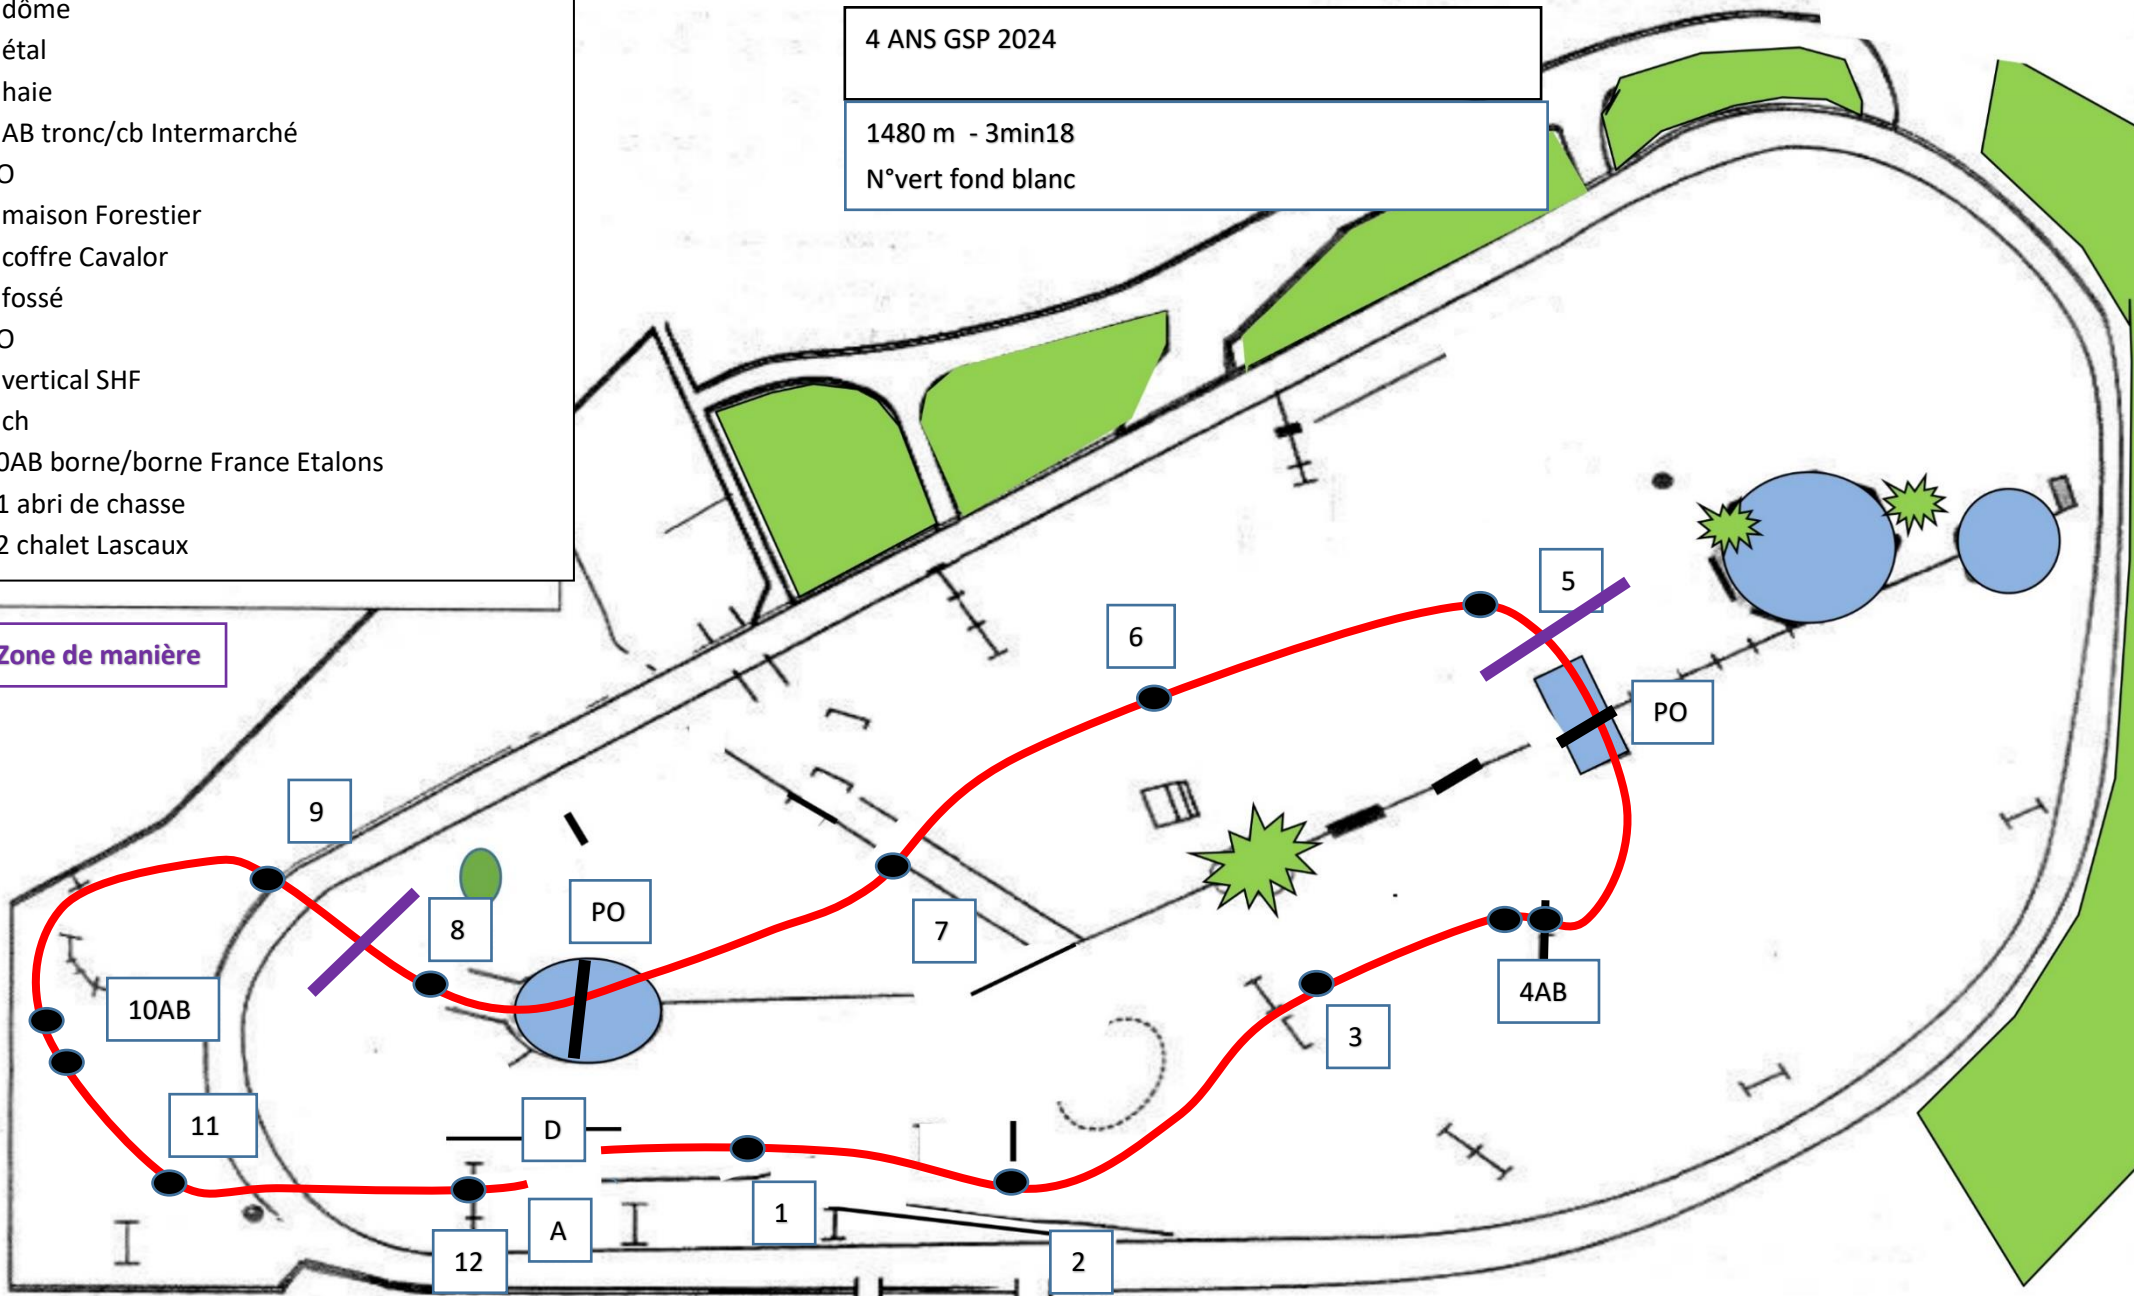 dôme
étal
haie
AB tronc/cb Intermarché
O
maison Forestier
coffre Cavalor
fossé
O
vertical SHF
ch
0AB borne/borne France Etalons
1 abri de chasse
2 chalet Lascaux
4 ANS GSP 2024
1480 m - 3min18
N°vert fond blanc
Zone de manière
5
6
PO
9
8
PO
7
4AB
10AB
3
11
D
1
A
12
2